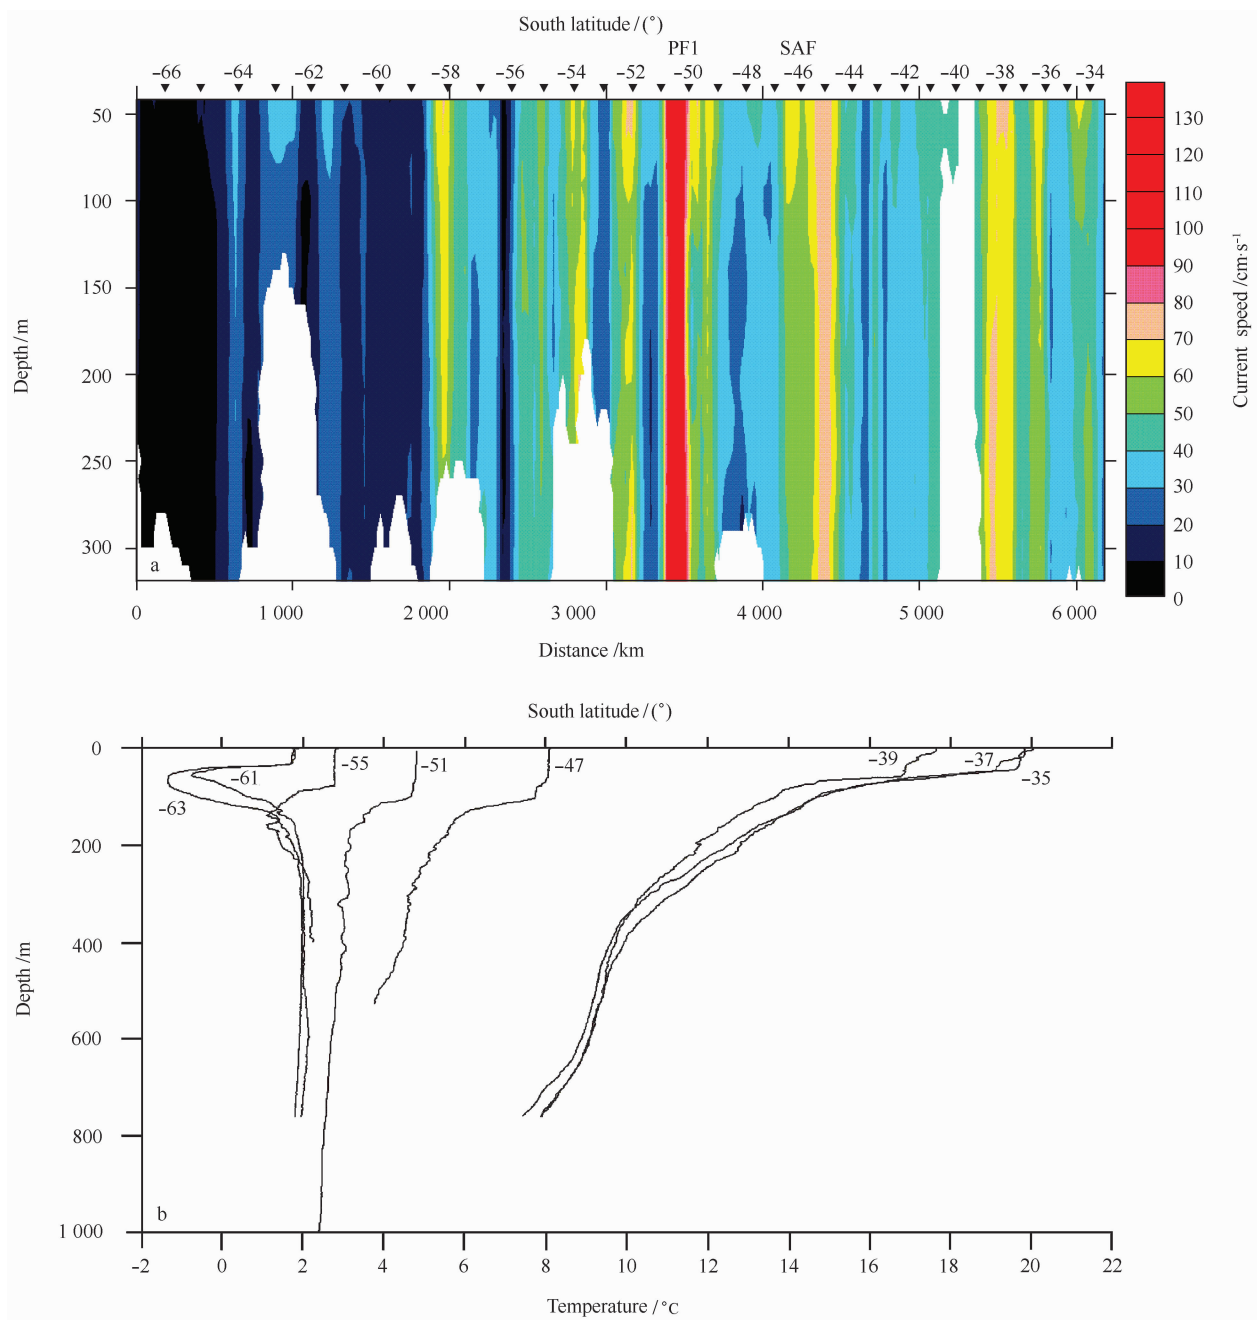 South latitude / (°)
PF1 SAF
−66 −64 −62 −60 −58 −56 −54 −52 −50 −48 −46 −44 −42 −40 −38 −36 −34
50
100
150
200
250
300
Depth / m
a
0 1 000 2 000 3 000 4 000 5 000 6 000
Distance /km
130
120
110
100
90
80
70
60
50
40
30
20
10
0
Current speed /cm·s⁻¹
South latitude / (°)
0
200
400
600
800
1 000
Depth /m
−61
−63
−55
−51
−47
−39
−37
−35
b
−2 0 2 4 6 8 10 12 14 16 18 20 22
Temperature / °C